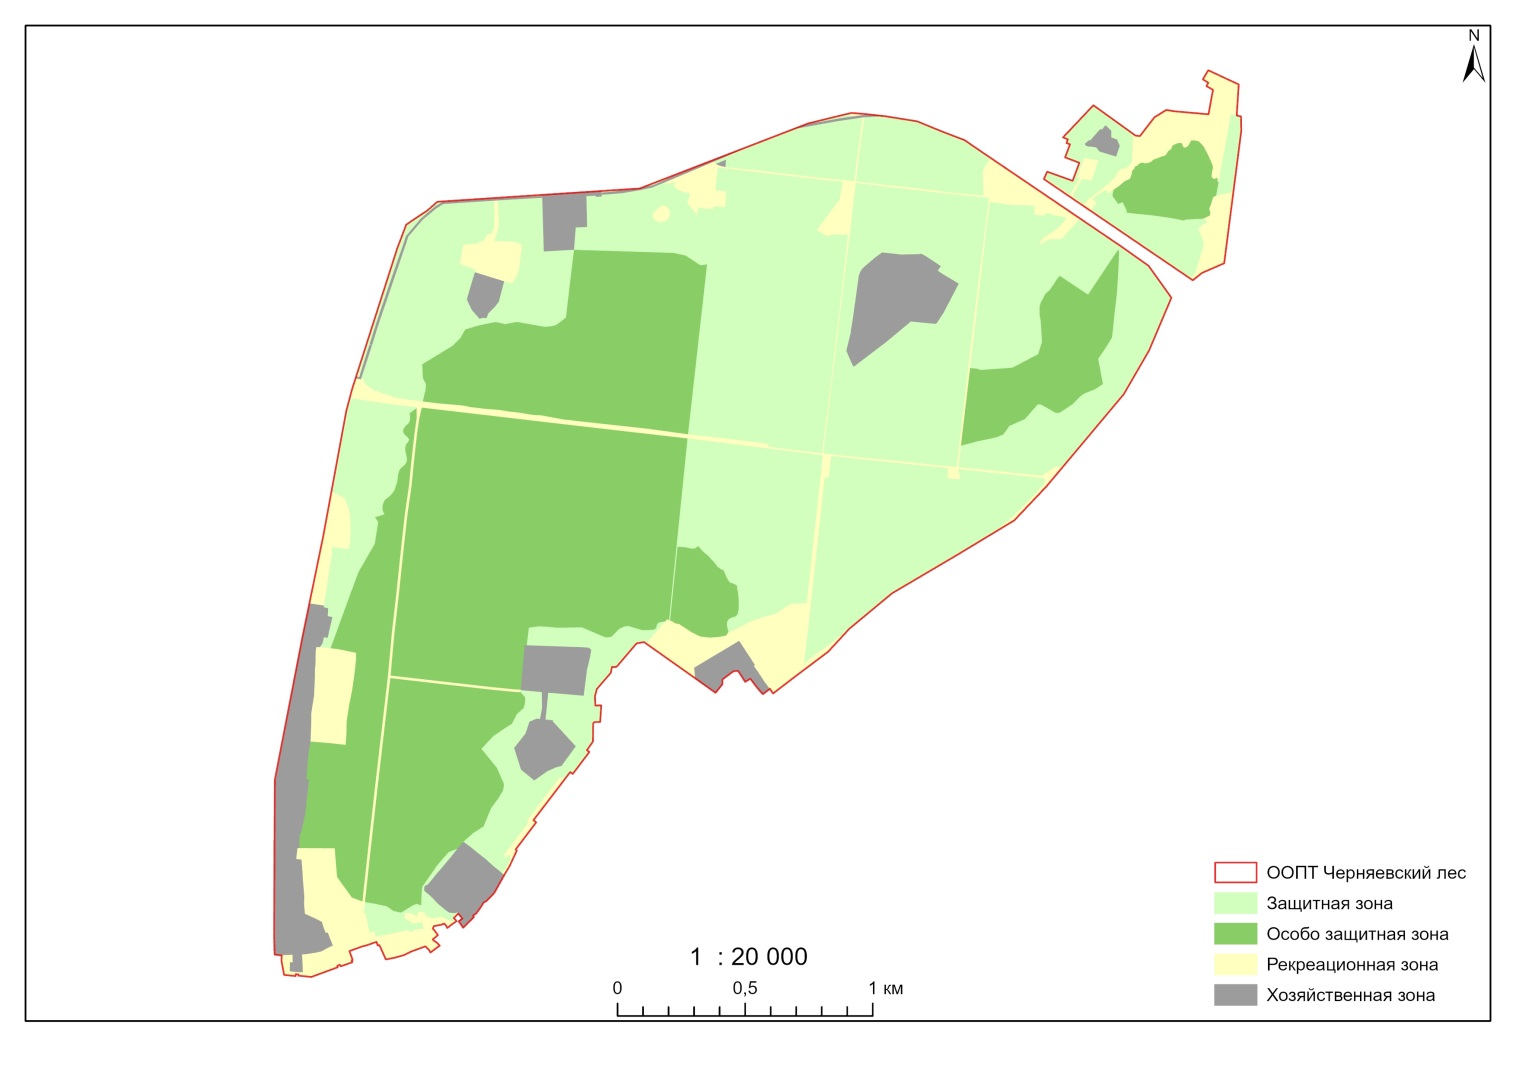 N
ООПТ Черняевский лес
Защитная зона
Особо защитная зона
Рекреационная зона
Хозяйственная зона
1 : 20 000
0 0,5 1 км